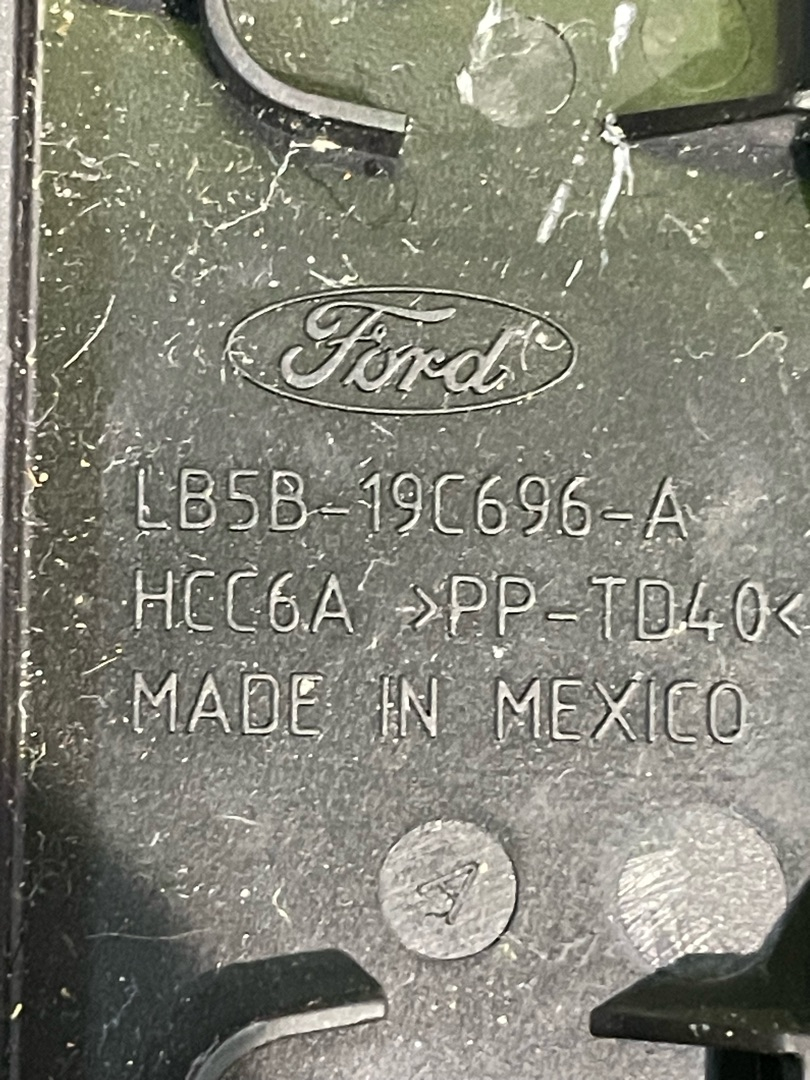 Ford
LB5B-19C696-A
HCC6A >PP-TD40<
MADE IN MEXICO
A